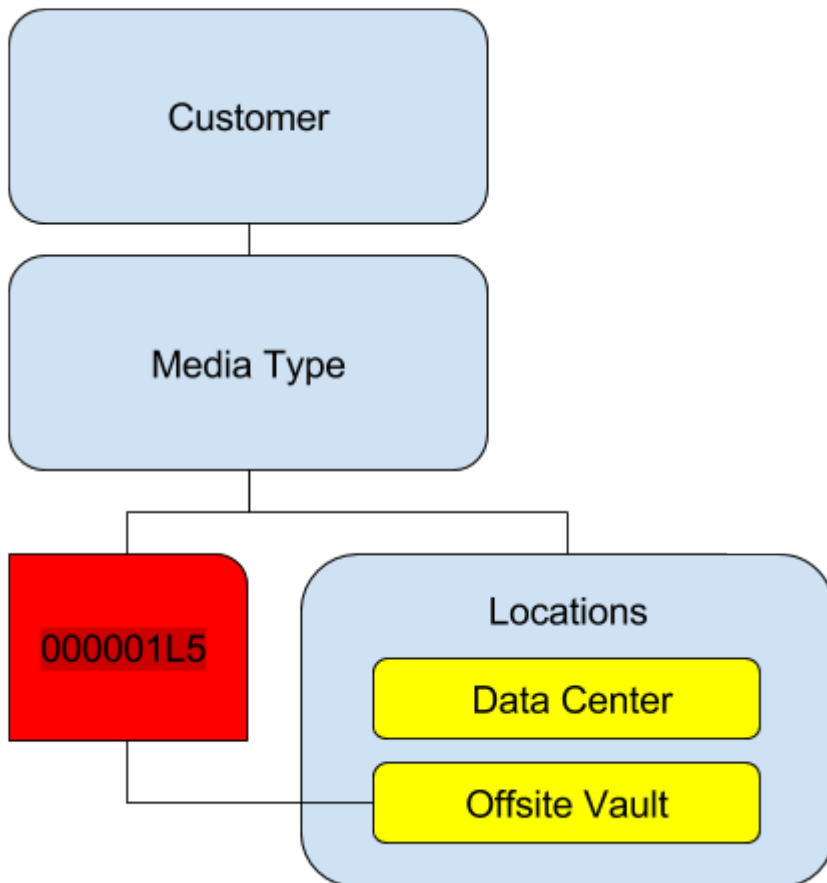 Customer
Media Type
000001L5
Locations
Data Center
Offsite Vault